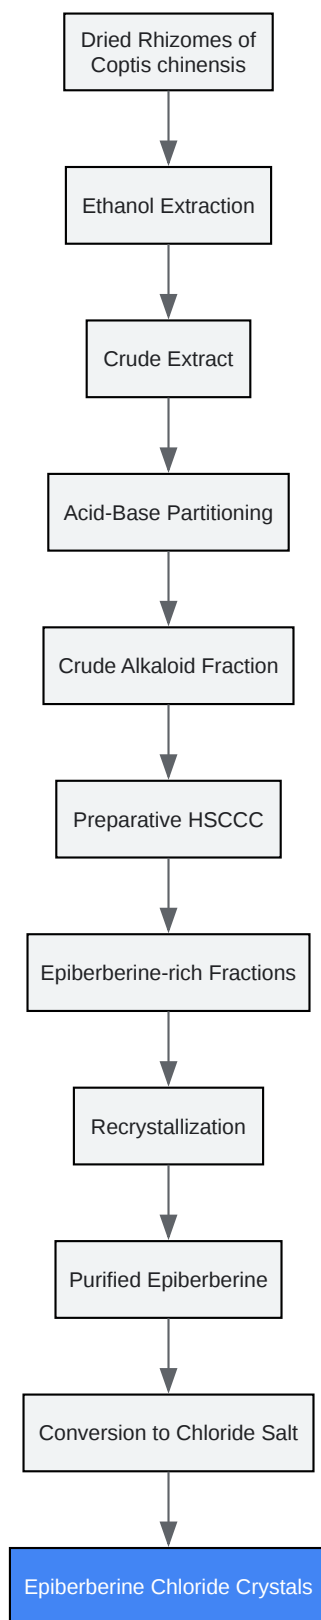 Dried Rhizomes of
Coptis chinensis
Ethanol Extraction
Crude Extract
Acid-Base Partitioning
Crude Alkaloid Fraction
Preparative HSCCC
Epiberberine-rich Fractions
Recrystallization
Purified Epiberberine
Conversion to Chloride Salt
Epiberberine Chloride Crystals